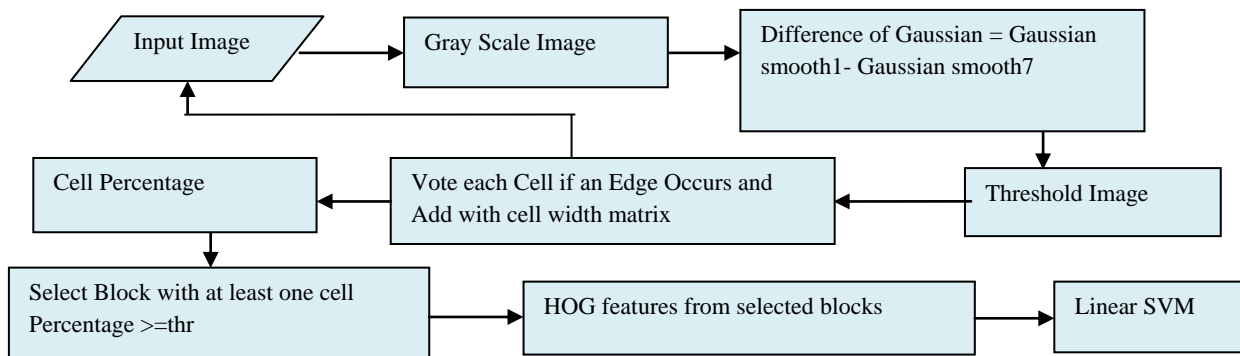 Input Image
Gray Scale Image
Difference of Gaussian = Gaussian
smooth1- Gaussian smooth7
Threshold Image
Vote each Cell if an Edge Occurs and
Add with cell width matrix
Cell Percentage
Select Block with at least one cell
Percentage >=thr
HOG features from selected blocks
Linear SVM